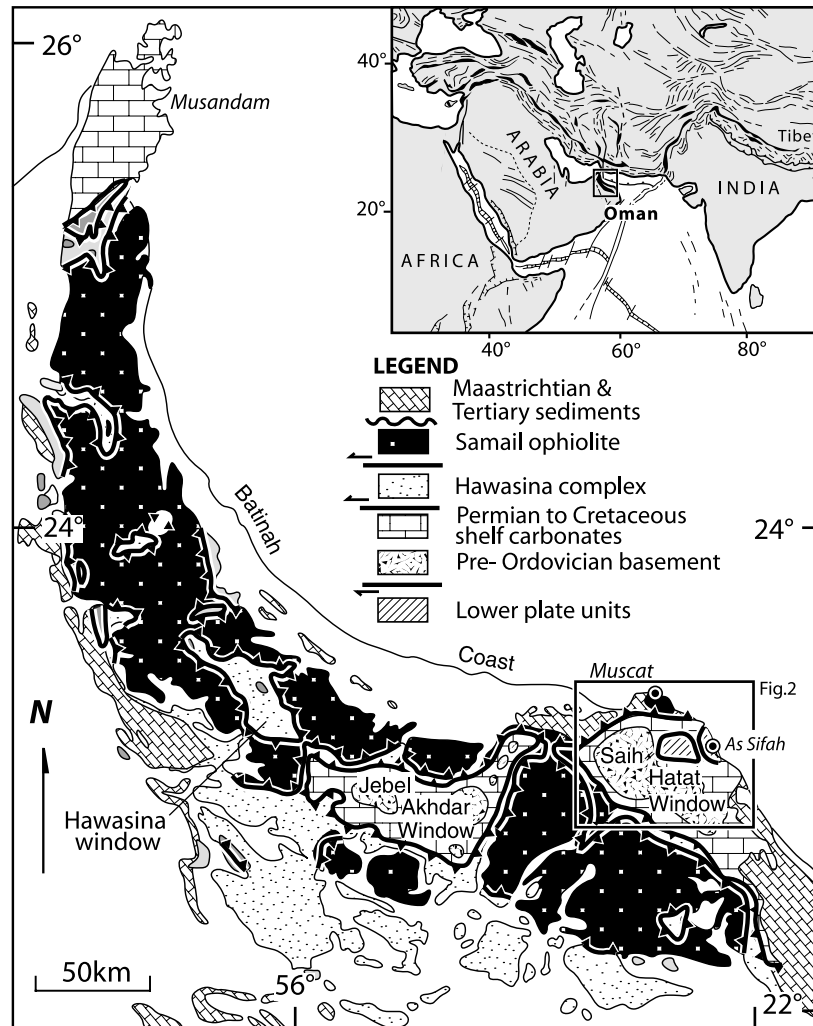 26°
Musandam
40°
20°
ARABIA
AFRICA
Oman
INDIA
Tibe
40°
60°
80°
LEGEND
Maastrichtian &
Tertiary sediments
Samail ophiolite
Hawasina complex
Permian to Cretaceous
shelf carbonates
Pre- Ordovician basement
Lower plate units
24°
24°
Batinah
Coast
Muscat
Fig.2
As Sifah
Saih
Hatat
Window
N
Jebel
Akhdar
Window
Hawasina
window
50km
56°
22°